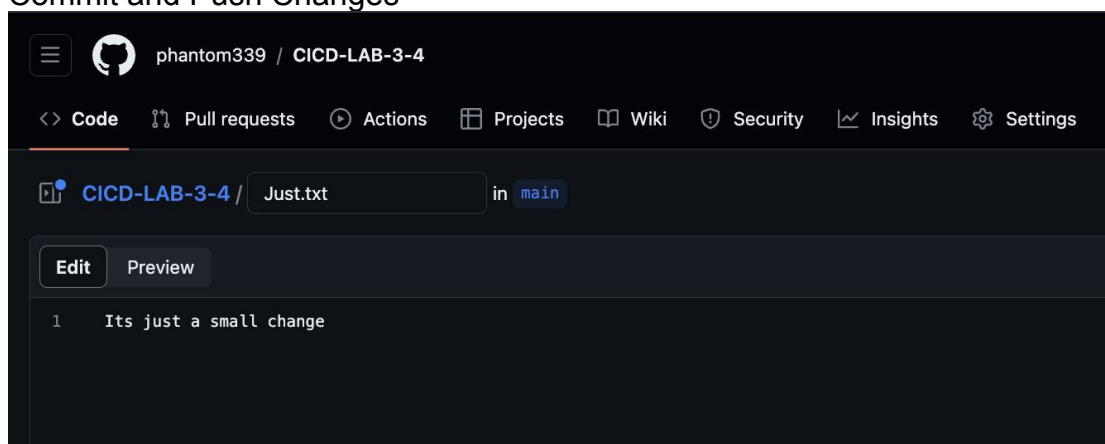 Commit and Push Changes
phantom339 / CICD-LAB-3-4
<> Code Pull requests Actions Projects Wiki Security Insights Settings
CICD-LAB-3-4 / Just.txt in main
Edit Preview
1 Its just a small change